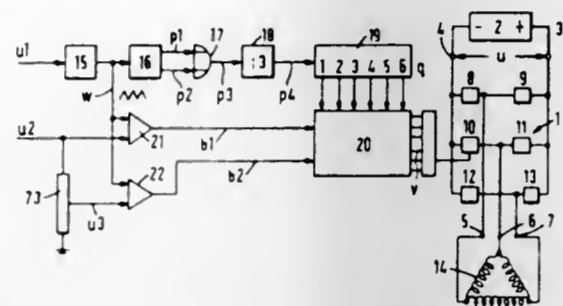 p1 17 18 19 - 2 + 3
4 u
u1 15 16 :3 1 2 3 4 5 6 q
p2 p3 p4 8 9
w
10 11 1
u2 21 b1 20
12 13
22 b2 v
23 u3 5 6 7
14